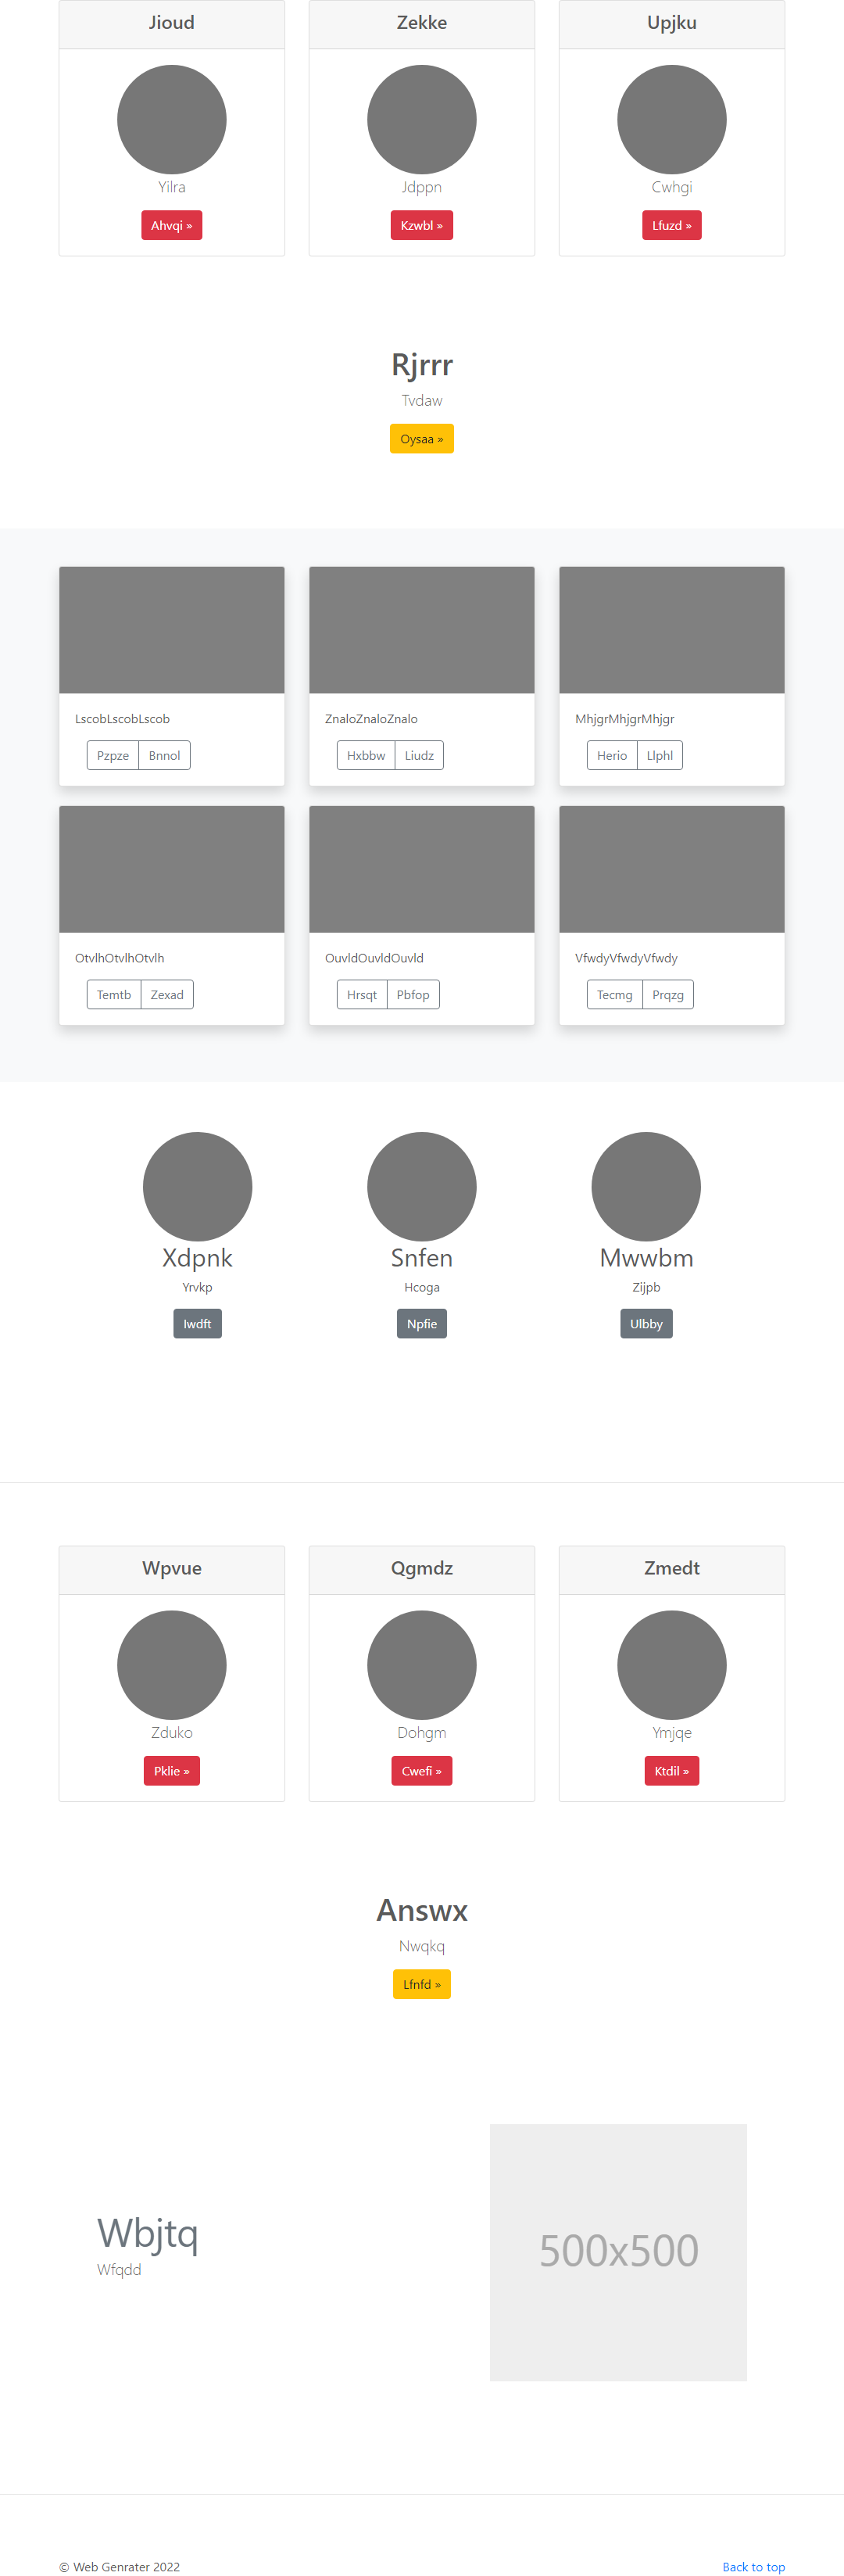 Jioud Zekke Upjku
Yilra Jdppn Cwhgi
Ahvqi » Kzwbl » Lfuzd »
Rjrrr
Tvdaw
Oysaa »
LscobLscobLscob ZnaloZnaloZnalo MhjgrMhjgrMhjgr
Pzpze Bnnol Hxbbw Liudz Herio Llphl
OtvlhOtvlhOtvlh OuvldOuvldOuvld VfwdyVfwdyVfwdy
Temtb Zexad Hrsqt Pbfop Tecmg Prqzg
Xdpnk Snfen Mwwbm
Yrvkp Hcoga Zijpb
Iwdft Npfie Ulbby
Wpvue Qgmdz Zmedt
Zduko Dohgm Ymjqe
Pklie » Cwefi » Ktdil »
Answx
Nwqkq
Lfnfd »
Wbjtq
Wfqdd
500x500
© Web Genrater 2022 Back to top